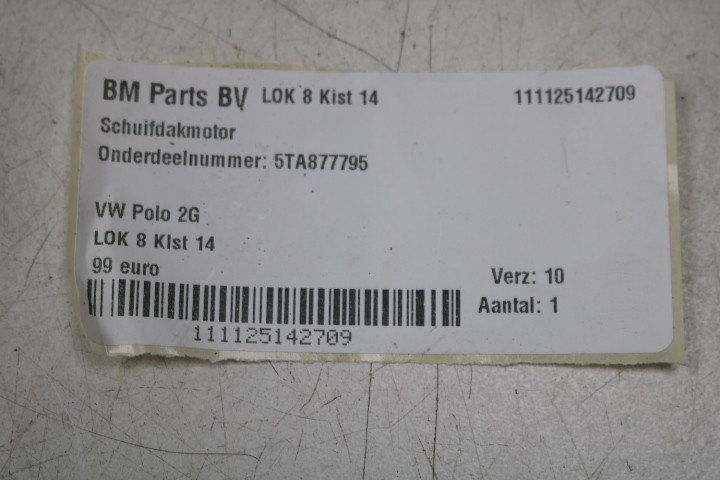 BM Parts BV LOK 8 Kist 14 111125142709
Schuifdakmotor
Onderdeelnummer: 5TA877795
VW Polo 2G
LOK 8 Kist 14
99 euro
Verz: 10
Aantal: 1
111125142709